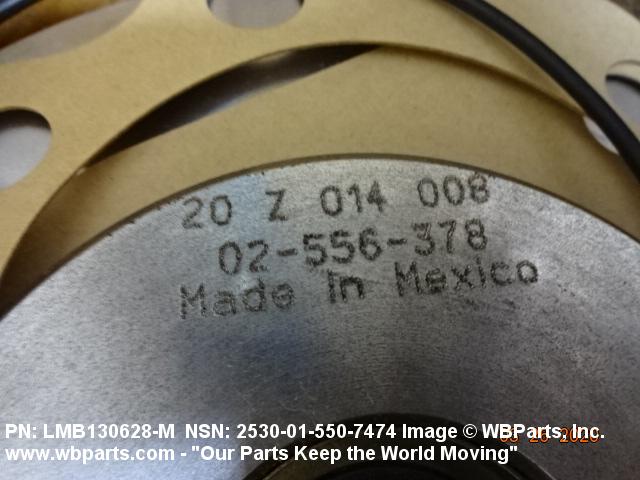 20 Z 014 008
02-556-378
Made in Mexico
PN: LMB130628-M NSN: 2530-01-550-7474 Image © WBParts, Inc.
www.wbparts.com - "Our Parts Keep the World Moving"